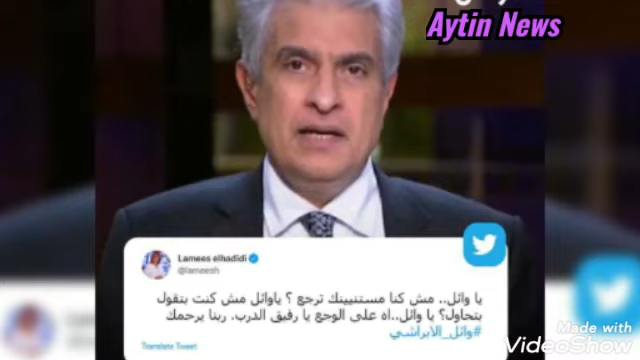 Aytin News
Lamees elhadidi
@lameesh
يا وائل.. مش كنا مستنيينك ترجع ؟ ياوائل مش كنت بتقول
بتحاول؟ يا وائل..اه على الوجع يا رفيق الدرب. ربنا يرحمك
#وائل_الابراشي
Translate Tweet
Made with
VideoShow